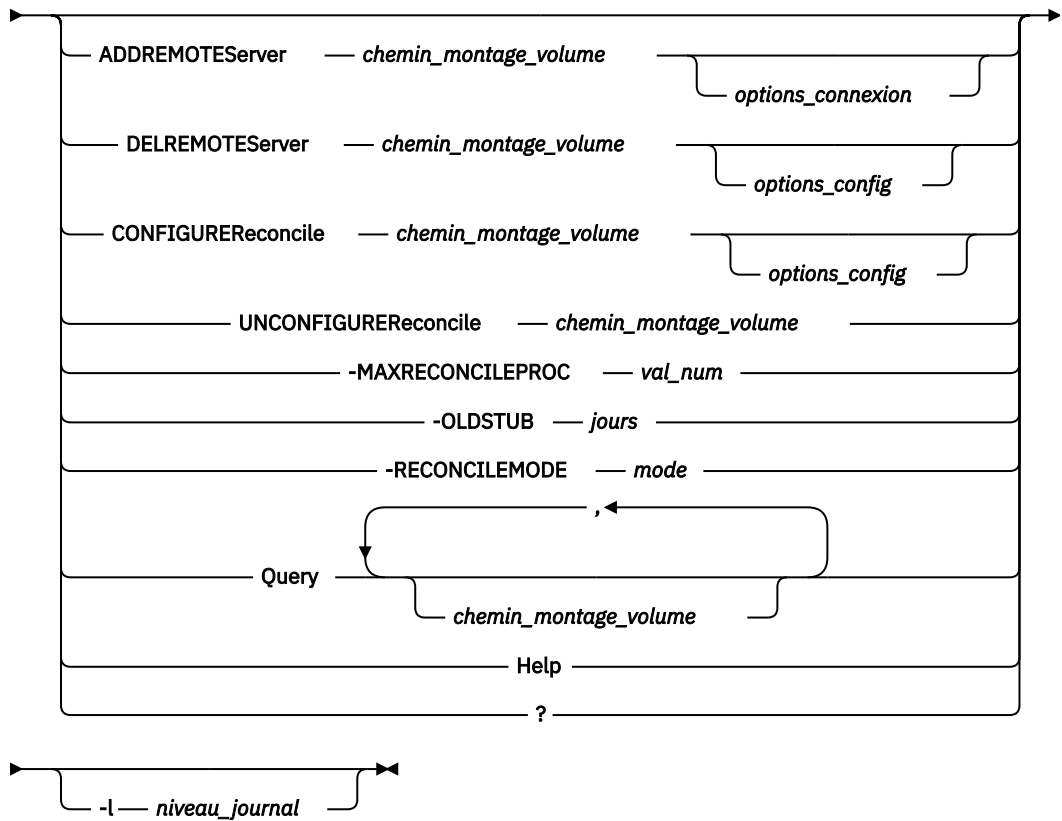 ADDREMOTEServer chemin_montage_volume
options_connexion
DELREMOTEServer chemin_montage_volume
options_config
CONFIGUREReconcile chemin_montage_volume
options_config
UNCONFIGUREReconcile chemin_montage_volume
-MAXRECONCILEPROC val_num
-OLDSTUB jours
-RECONCILEMODE mode
,
Query
chemin_montage_volume
Help
?
-l niveau_journal